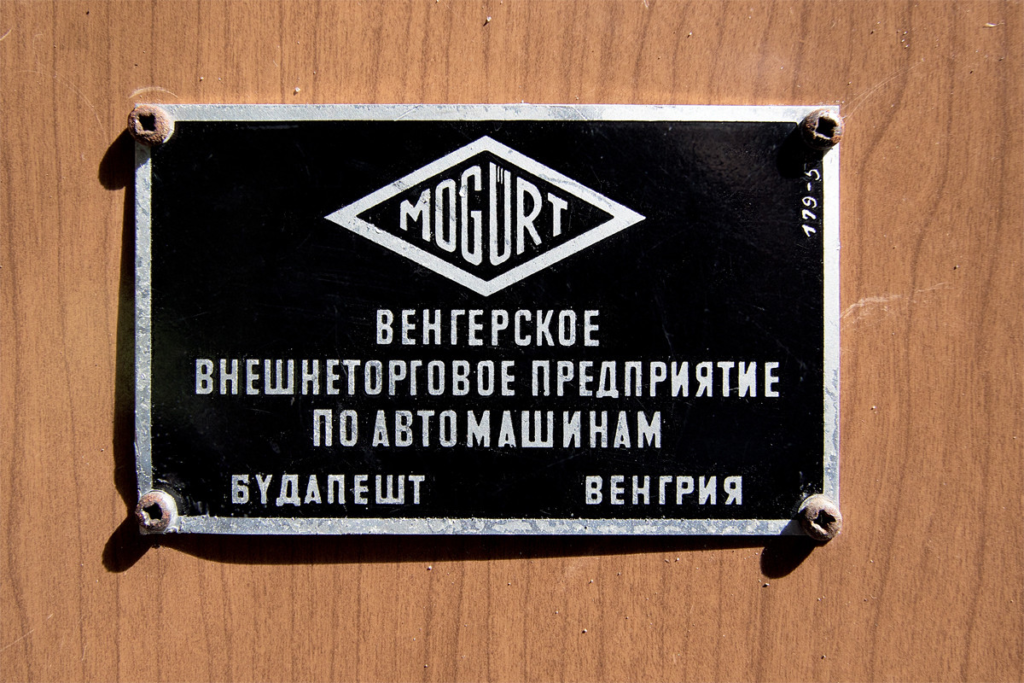 MOGÜRT
ВЕНГЕРСКОЕ
ВНЕШНЕТОРГОВОЕ ПРЕДПРИЯТИЕ
ПО АВТОМАШИНАМ
БУДАПЕШТ ВЕНГРИЯ
179-5